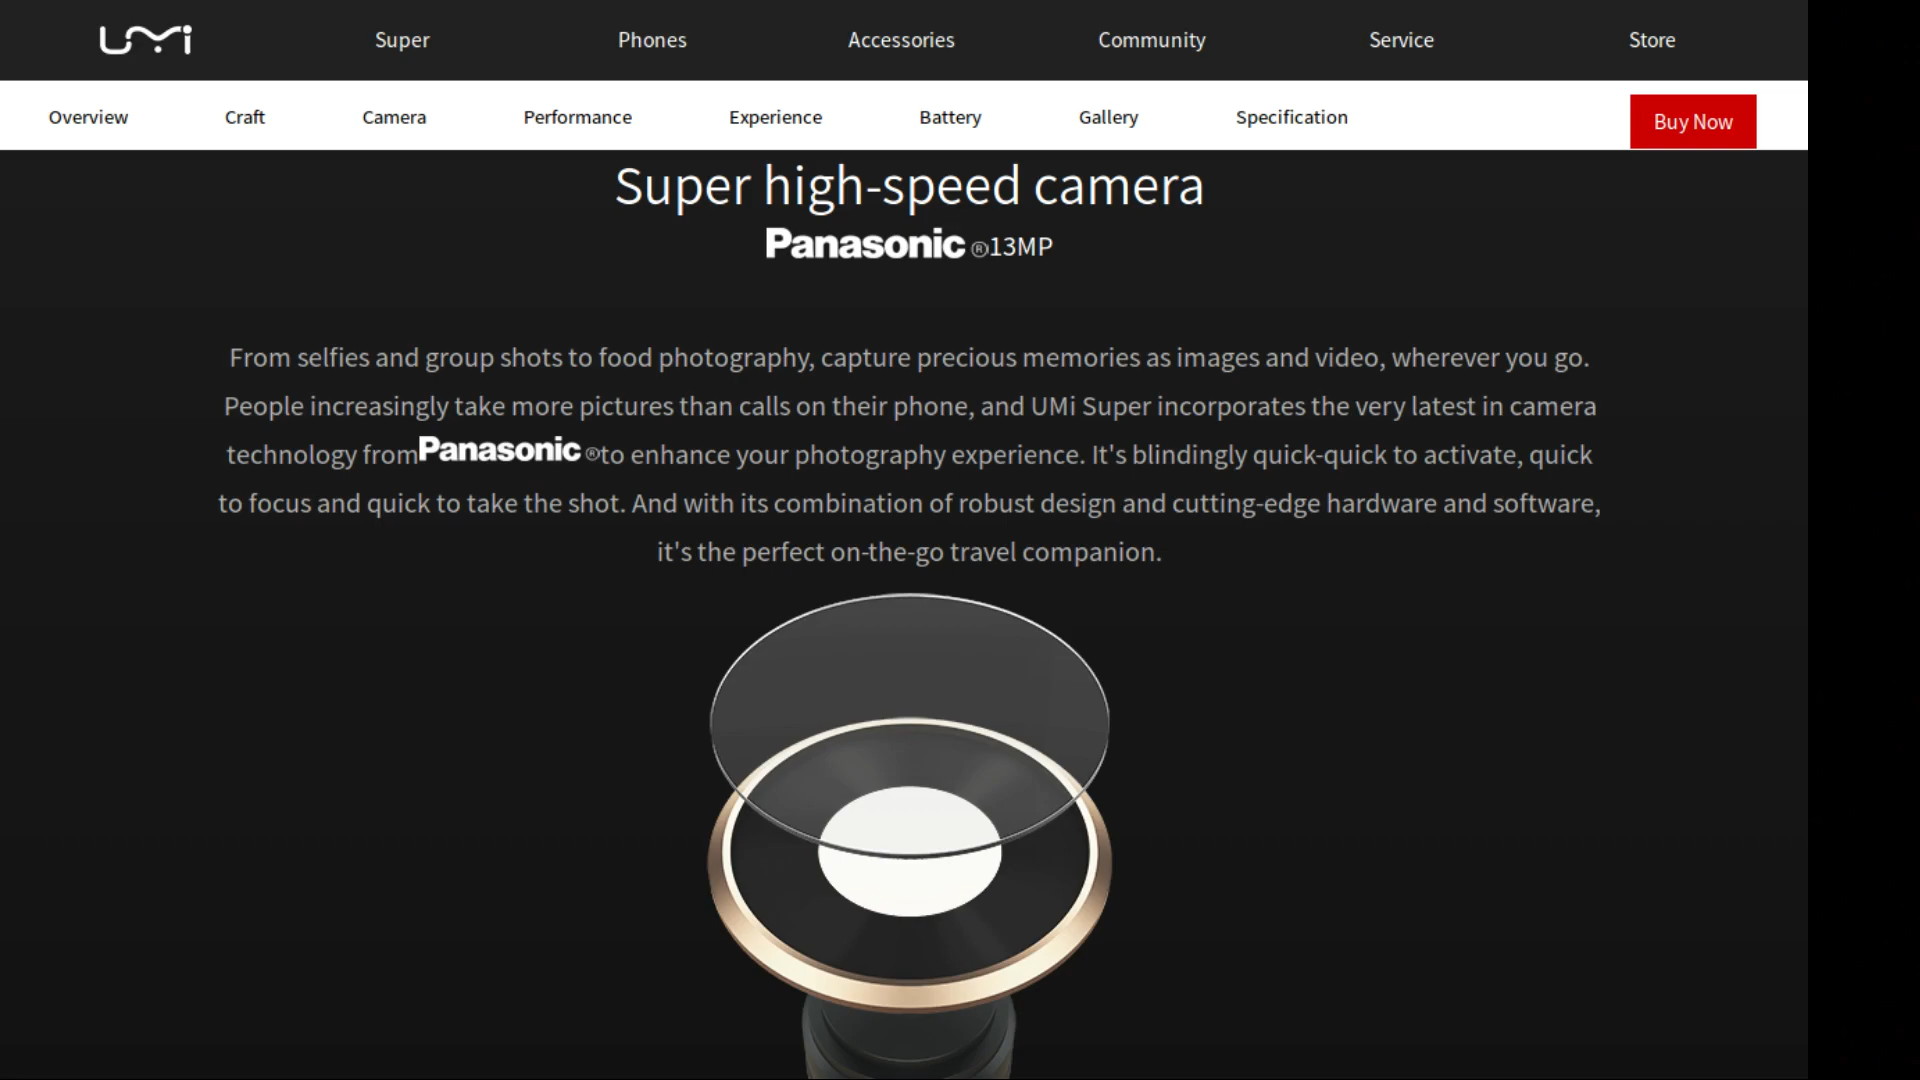 UMi
Super Phones Accessories Community Service Store
Overview Craft Camera Performance Experience Battery Gallery Specification Buy Now
Super high-speed camera
Panasonic ®13MP
From selfies and group shots to food photography, capture precious memories as images and video, wherever you go.
People increasingly take more pictures than calls on their phone, and UMi Super incorporates the very latest in camera
technology fromPanasonic ®to enhance your photography experience. It's blindingly quick-quick to activate, quick
to focus and quick to take the shot. And with its combination of robust design and cutting-edge hardware and software,
it's the perfect on-the-go travel companion.